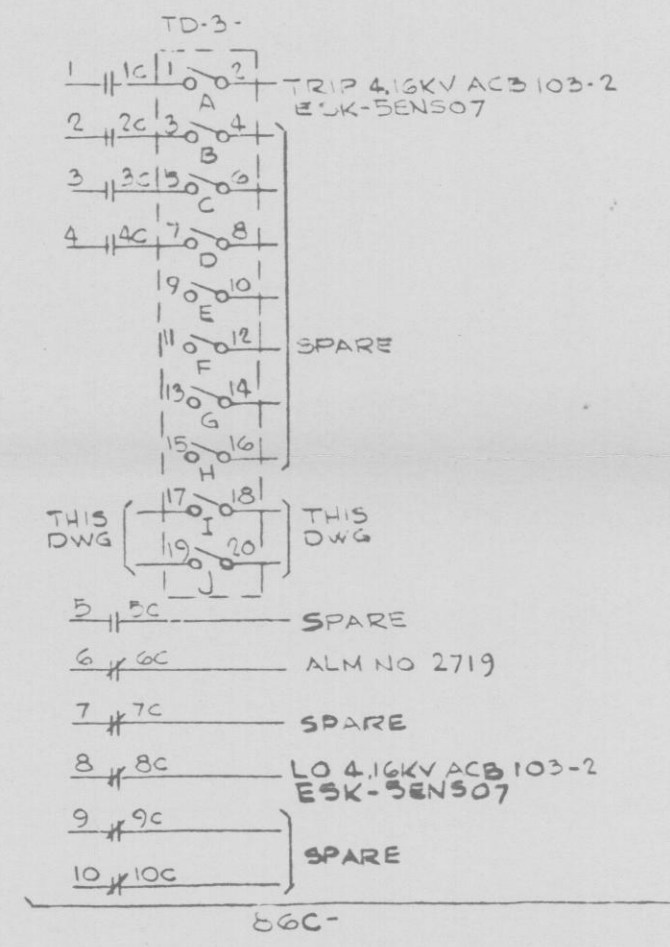 TD-3-
1 1C 1 2 TRIP 4.16KV ACB 103-2
A ESK-5ENS07
2 2C 3 4
B
3 3C 5 6
C
4 4C 7 8
D
9 10
E
11 12 SPARE
F
13 14
G
15 16
H
THIS 17 18 THIS
DWG I DWG
19 20
J
5 5C SPARE
6 6C ALM NO 2719
7 7C SPARE
8 8C LO 4.16KV ACB 103-2
ESK-5ENS07
9 9C
SPARE
10 10C
86C-